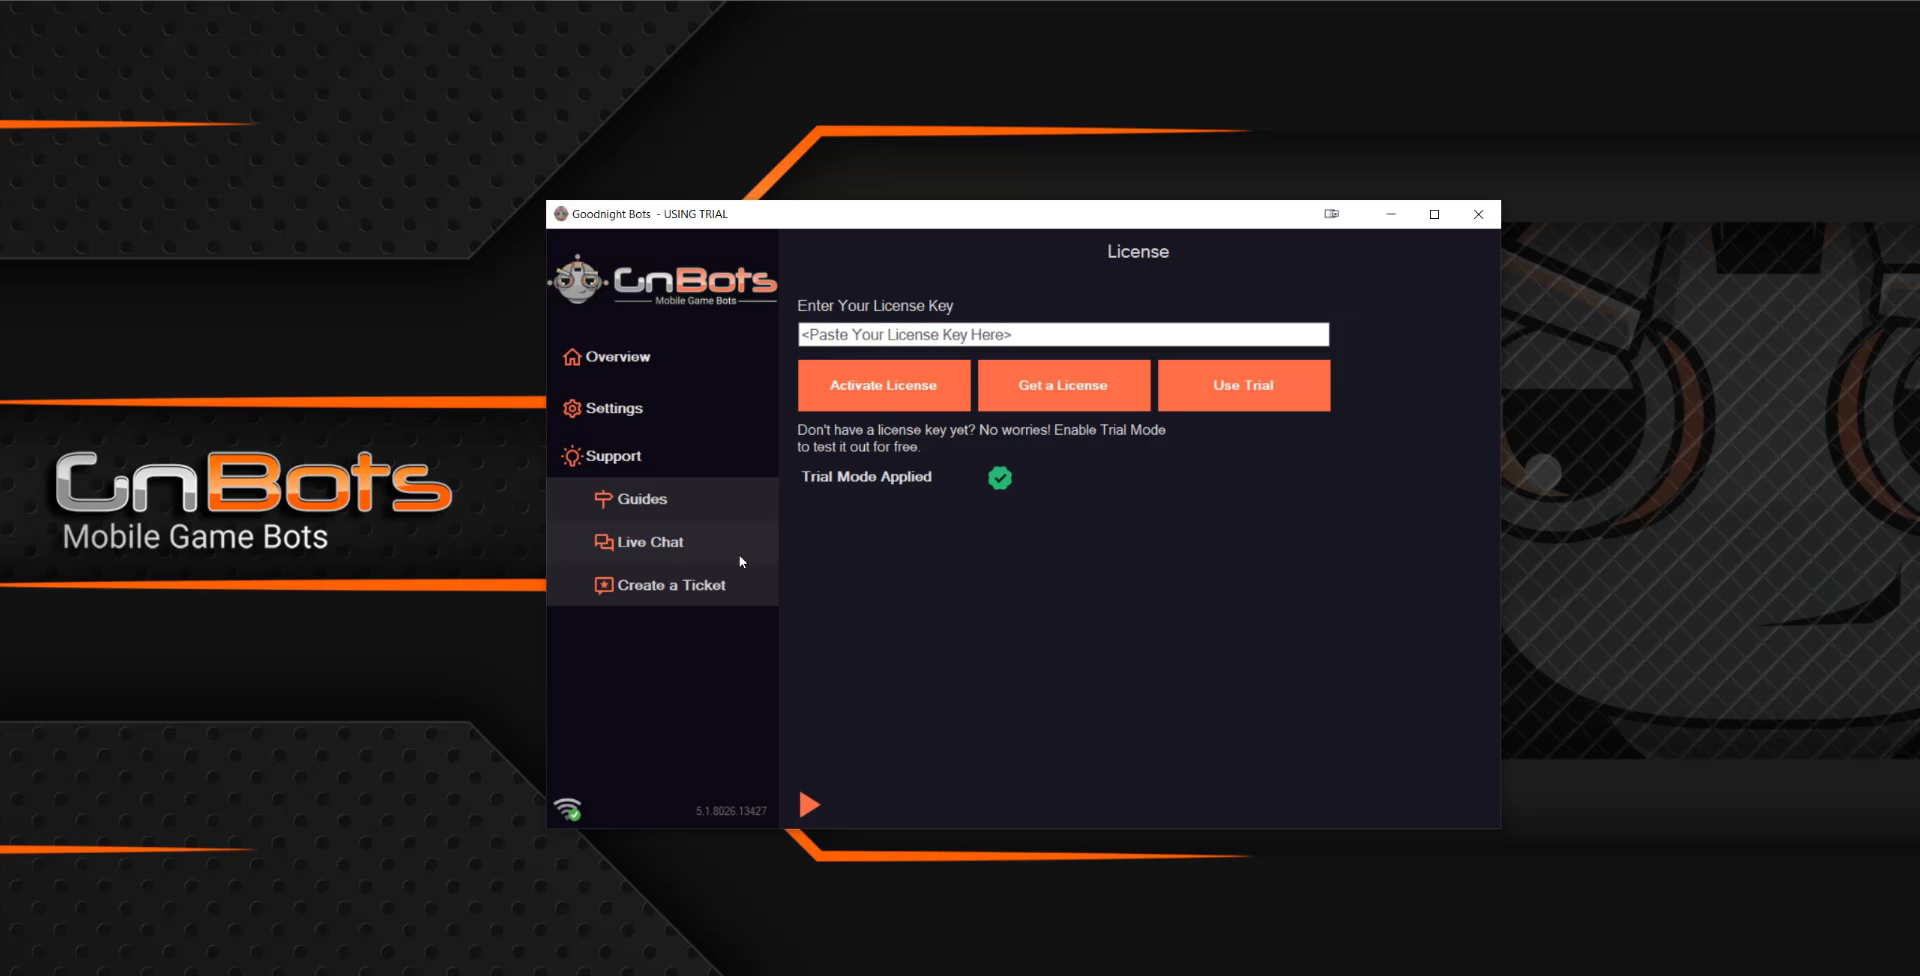 Goodnight Bots - USING TRIAL
GnBots
Mobile Game Bots
Overview
Settings
Support
Guides
Live Chat
Create a Ticket
5.1.8026.13427
License
Enter Your License Key
<Paste Your License Key Here>
Activate License
Get a License
Use Trial
Don't have a license key yet? No worries! Enable Trial Mode
to test it out for free.
Trial Mode Applied
GnBots
Mobile Game Bots